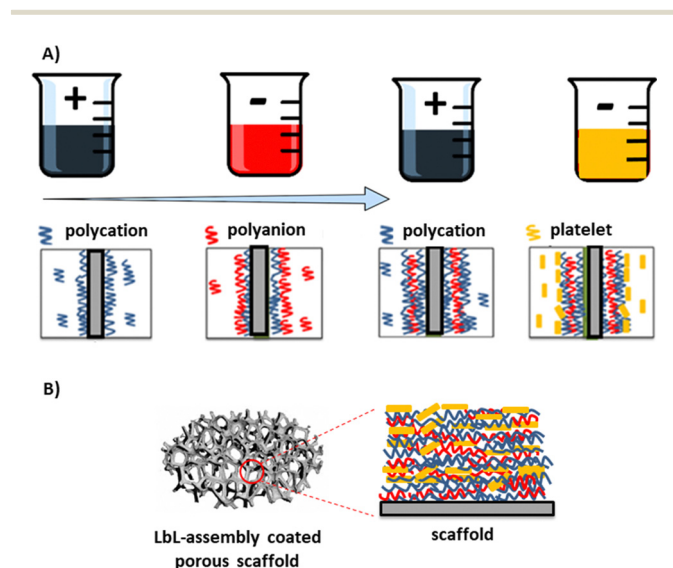 A)
+ - + -
polycation polyanion polycation platelet
B)
LbL-assembly coated
porous scaffold
scaffold